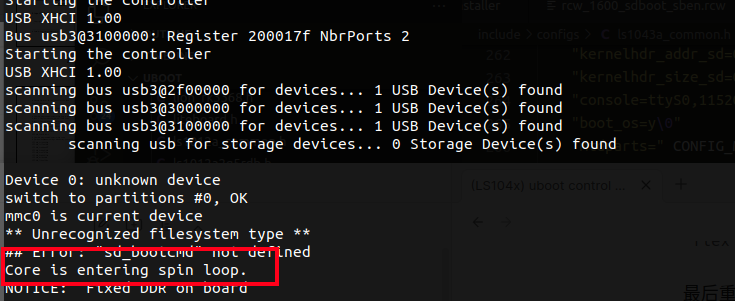 Starting the controller
USB XHCI 1.00
Bus usb3@3100000: Register 200017f NbrPorts 2
Starting the controller
USB XHCI 1.00
scanning bus usb3@2f00000 for devices... 1 USB Device(s) found
scanning bus usb3@3000000 for devices... 1 USB Device(s) found
scanning bus usb3@3100000 for devices... 1 USB Device(s) found
scanning usb for storage devices... 0 Storage Device(s) found
Device 0: unknown device
switch to partitions #0, OK
mmc0 is current device
** Unrecognized filesystem type **
## Error: "sd_bootcmd" not defined
Core is entering spin loop.
NOTICE: Fixed DDR on board
staller
rcw_1600_sdboot_sben.rcw
include > configs > C ls1043a_common.h
262
"kernelhdr_addr_sd=
263
"kernelhdr_size_sd=
"console=ttyS0,1152
"boot_os=y\0"
CONFIG_
UBOOT
(LS104x) uboot control ...
最后重